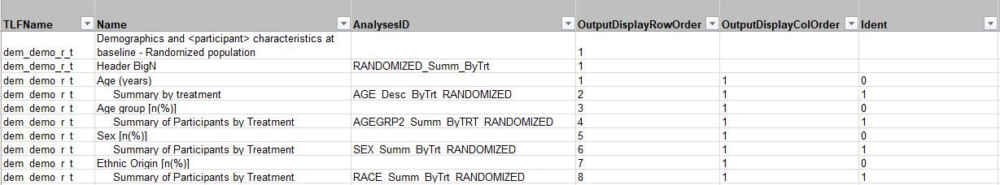 TLFName Name AnalysesID OutputDisplayRowOrder OutputDisplayColOrder Ident
Demographics and <participant> characteristics at
dem_demo_r_t baseline - Randomized population 1
dem_demo_r_t Header BigN RANDOMIZED_Summ_ByTrt 1
dem_demo_r_t Age (years) 1 1 0
dem_demo_r_t Summary by treatment AGE_Desc_ByTrt_RANDOMIZED 2 1 1
dem_demo_r_t Age group [n(%)] 3 1 0
dem_demo_r_t Summary of Participants by Treatment AGEGRP2_Summ_ByTRT_RANDOMIZED 4 1 1
dem_demo_r_t Sex [n(%)] 5 1 0
dem_demo_r_t Summary of Participants by Treatment SEX_Summ_ByTrt_RANDOMIZED 6 1 1
dem_demo_r_t Ethnic Origin [n(%)] 7 1 0
dem_demo_r_t Summary of Participants by Treatment RACE_Summ_ByTrt_RANDOMIZED 8 1 1